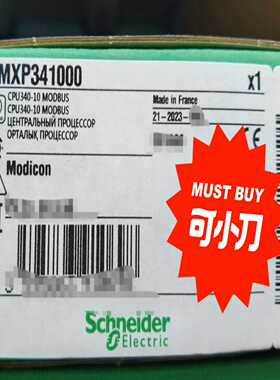 MXP341000
x1
CPU340-10 MODBUS
CPU340-10 MODBUS
ЦЕНТРАЛЬНЫЙ ПРОЦЕССОР
ОРТАЛЫҚ ПРОЦЕССОР
Made in France
21-2023-
CE
Modicon
MUST BUY
可小刀
Schneider
Electric